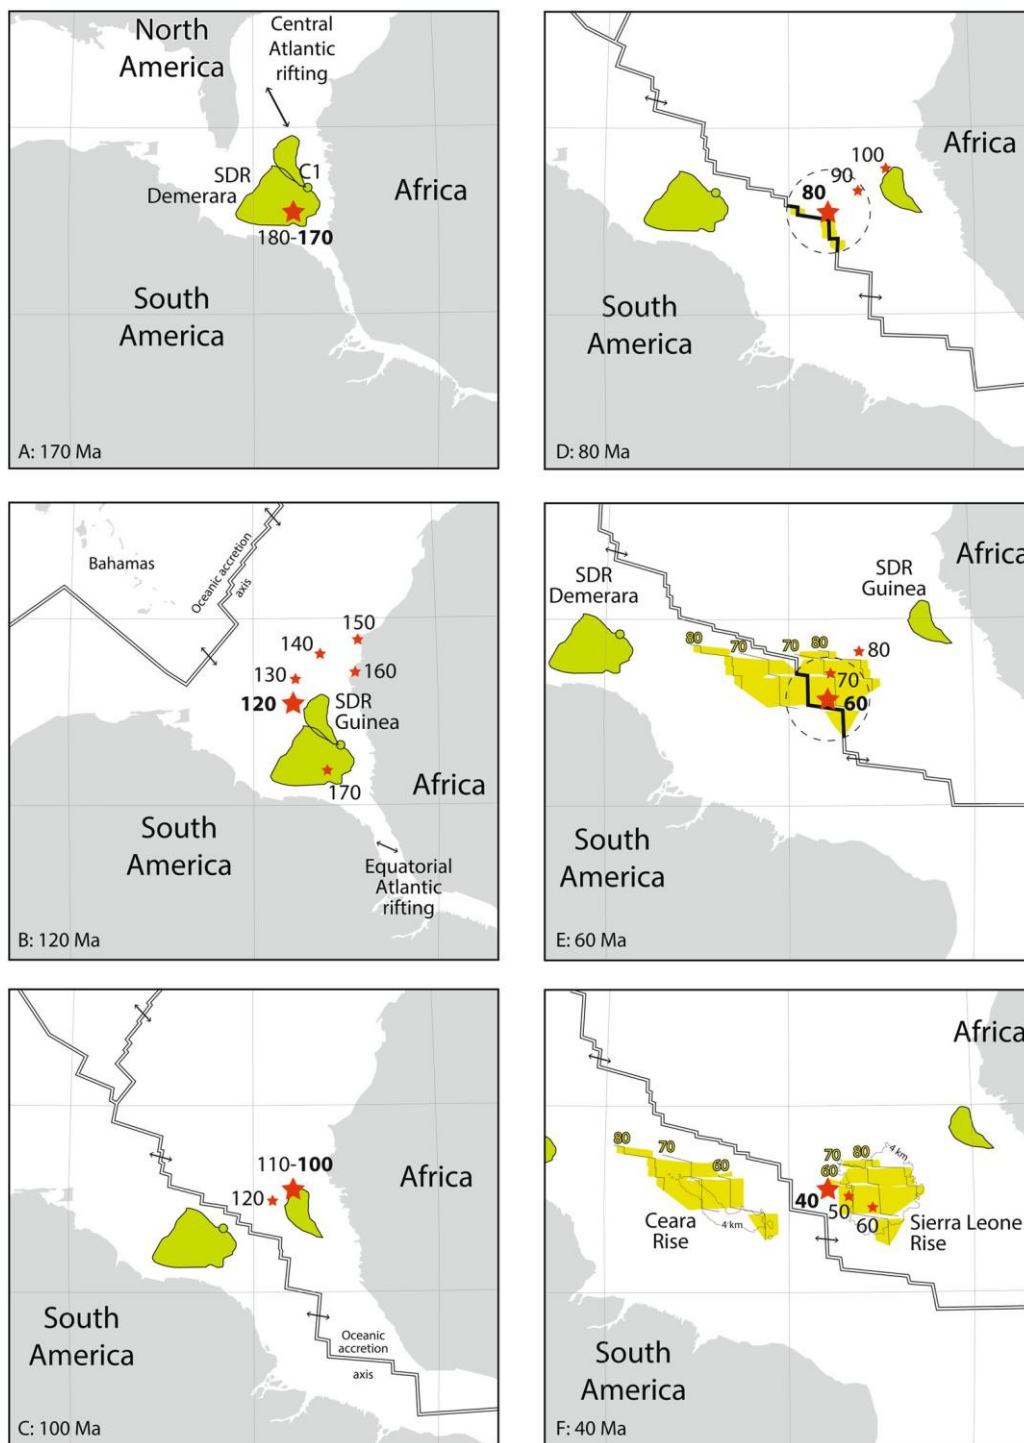 North
America
Central
Atlantic
rifting
SDR
Demerara
C1
Africa
180-170
South
America
A: 170 Ma
Bahamas
Oceanic accretion
axis
150
140
160
130
120
SDR
Guinea
170
Africa
South
America
Equatorial
Atlantic
rifting
B: 120 Ma
110-100
120
Africa
South
America
Oceanic
accretion
axis
C: 100 Ma
Africa
100
90
80
South
America
D: 80 Ma
Africa
SDR
Demerara
SDR
Guinea
80
70
70
80
80
70
60
South
America
E: 60 Ma
Africa
80
70
60
70
80
60
4 km
40
50
60
Ceara
Rise
4 km
Sierra Leone
Rise
South
America
F: 40 Ma